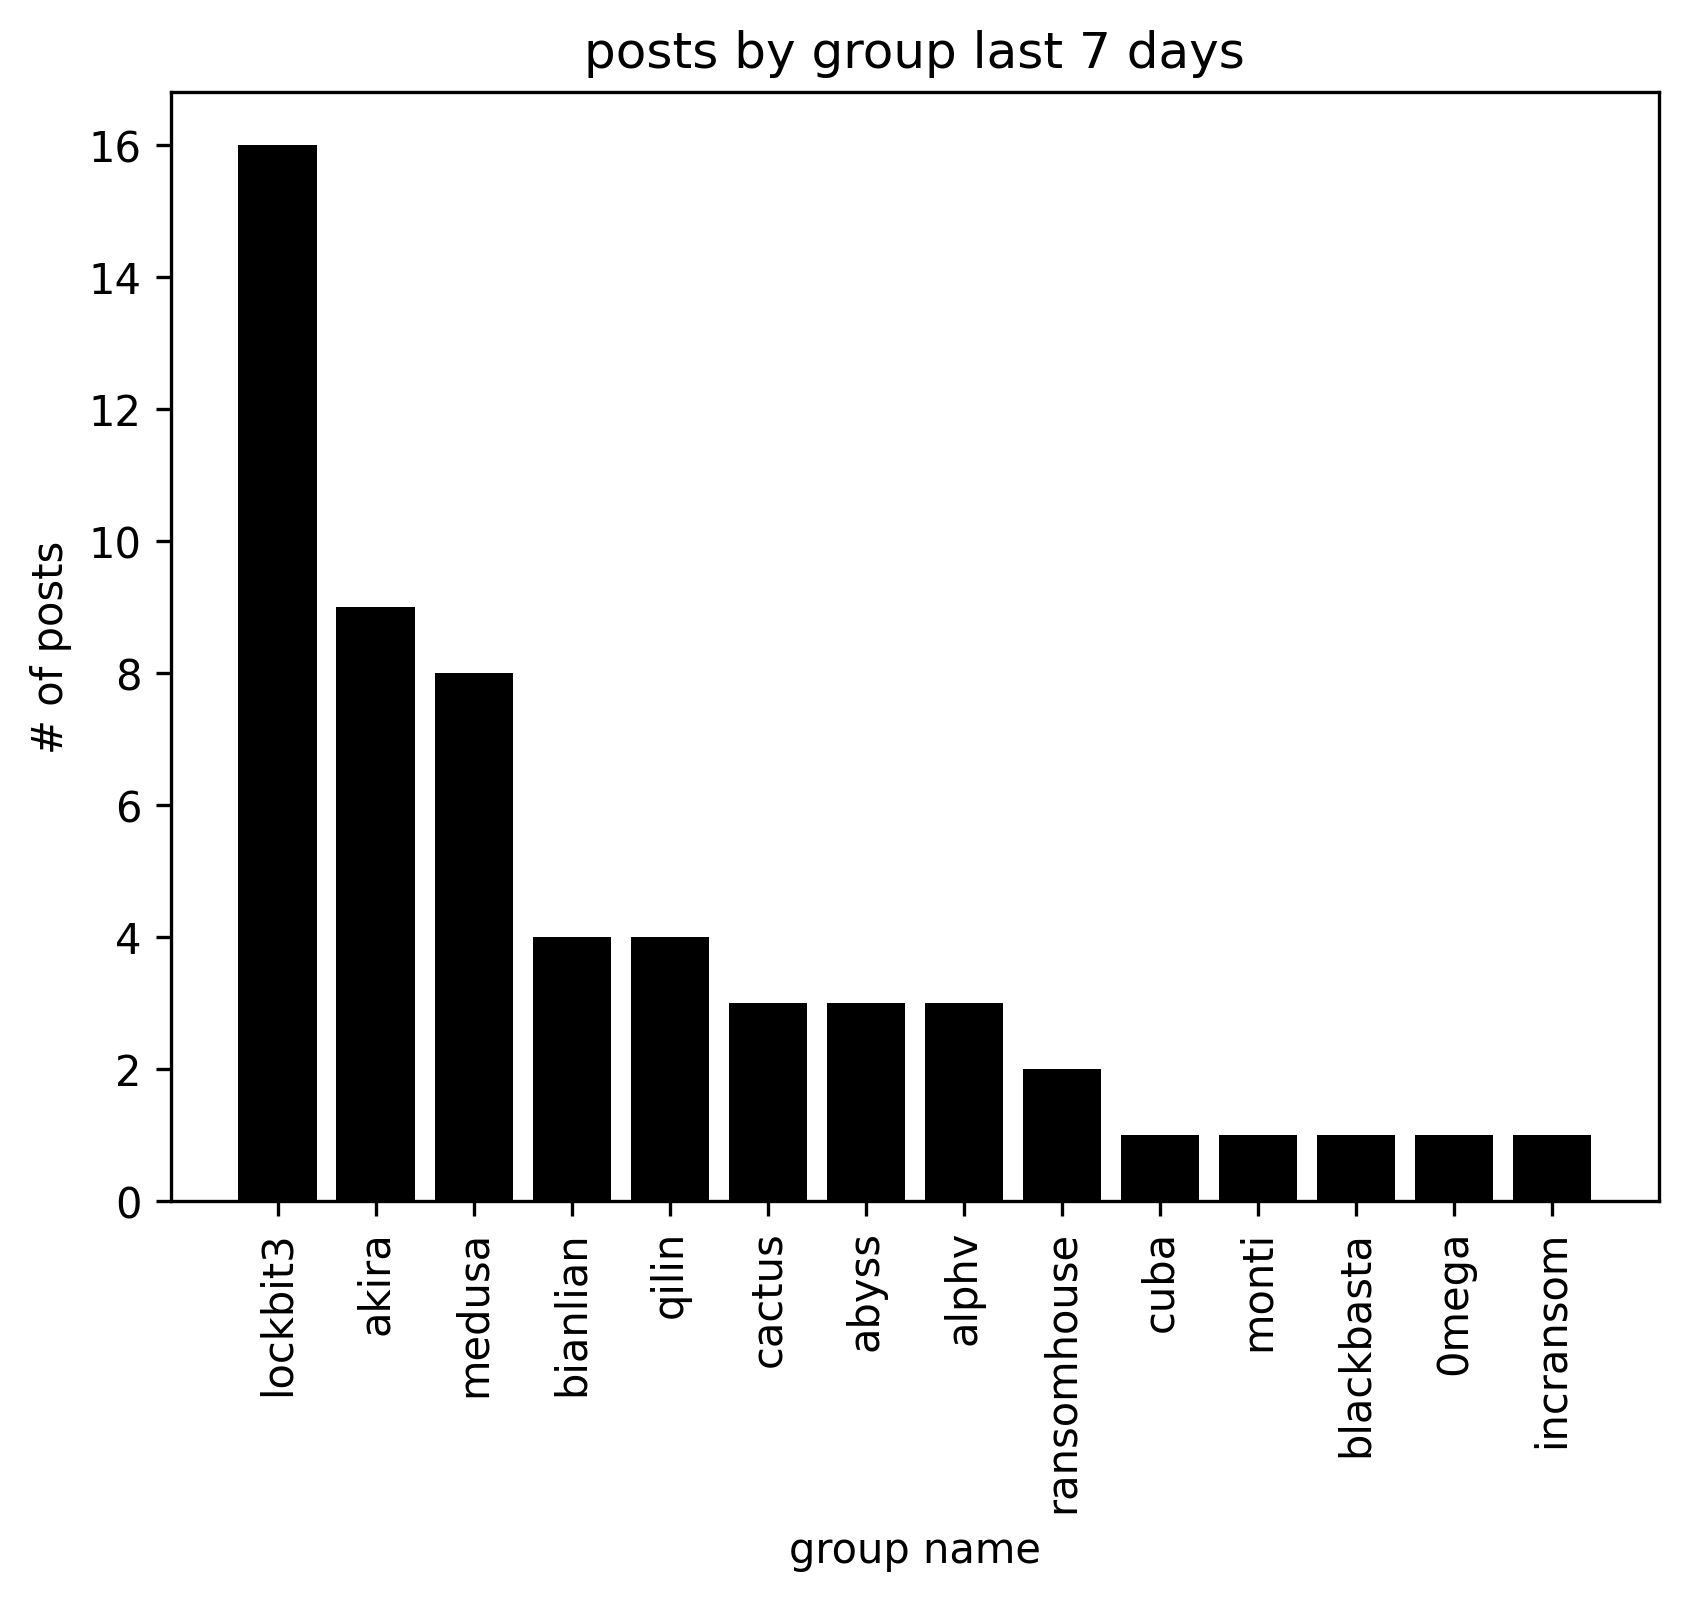 posts by group last 7 days
# of posts
16
14
12
10
8
6
4
2
0
lockbit3
akira
medusa
bianlian
qilin
cactus
abyss
alphv
ransomhouse
cuba
monti
blackbasta
0mega
incransom
group name